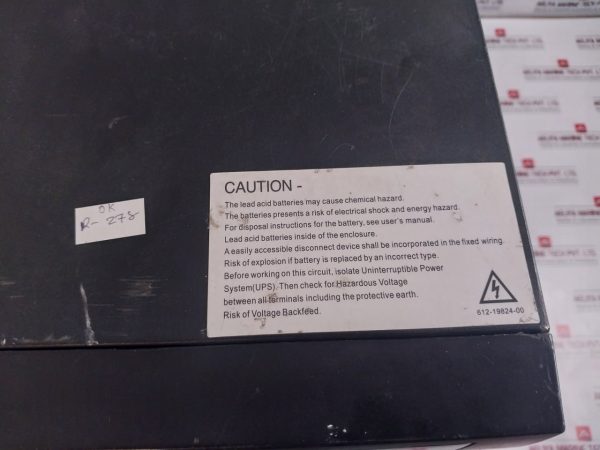 OK
R-278
CAUTION -
The lead acid batteries may cause chemical hazard.
The batteries presents a risk of electrical shock and energy hazard.
For disposal instructions for the battery, see user's manual.
Lead acid batteries inside of the enclosure.
A easily accessible disconnect device shall be incorporated in the fixed wiring.
Risk of explosion if battery is replaced by an incorrect type.
Before working on this circuit, isolate Uninterruptible Power
System(UPS). Then check for Hazardous Voltage
between all terminals including the protective earth.
Risk of Voltage Backfeed.
612-19824-00